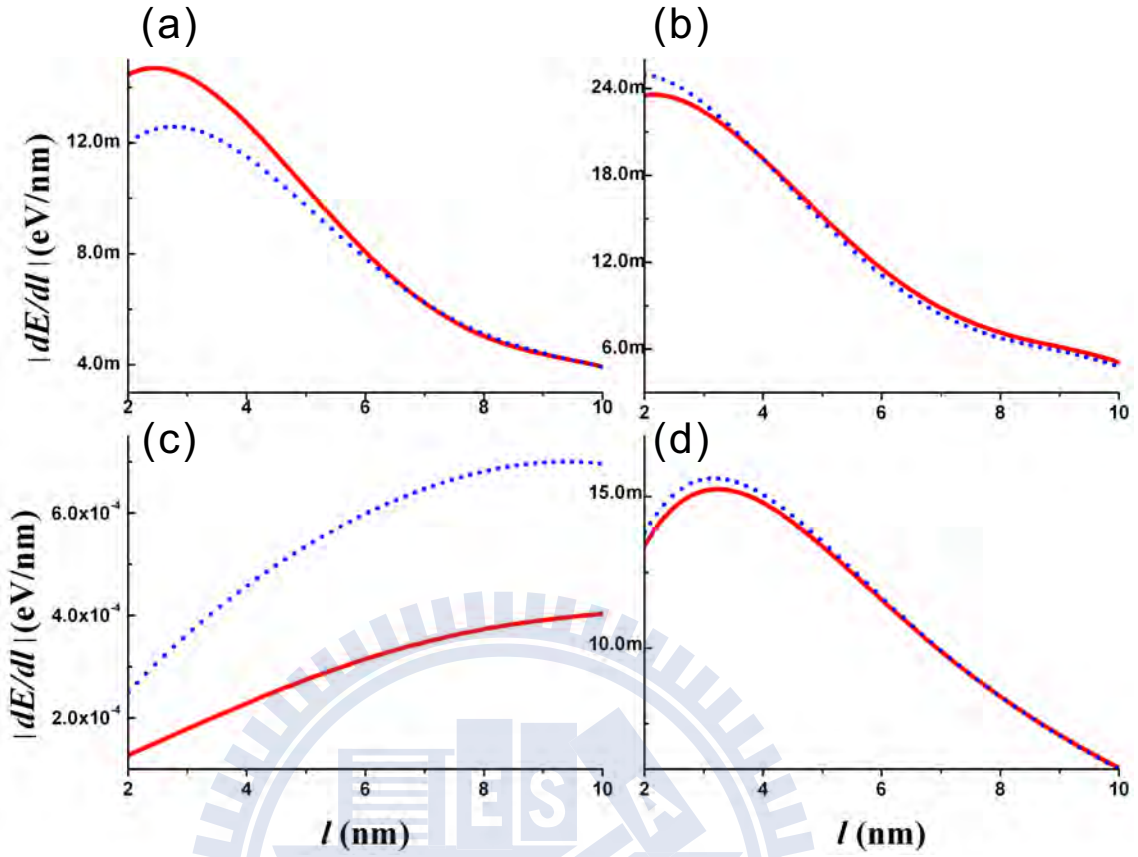 (a)
(b)
|dE/dl| (eV/nm)
12.0m
8.0m
4.0m
2 4 6 8 10
24.0m
18.0m
12.0m
6.0m
2 4 6 8 10
(c)
(d)
|dE/dl| (eV/nm)
6.0x10⁻⁴
4.0x10⁻⁴
2.0x10⁻⁴
2 4 6 8 10
l (nm)
15.0m
10.0m
2 4 6 8 10
l (nm)
ESA